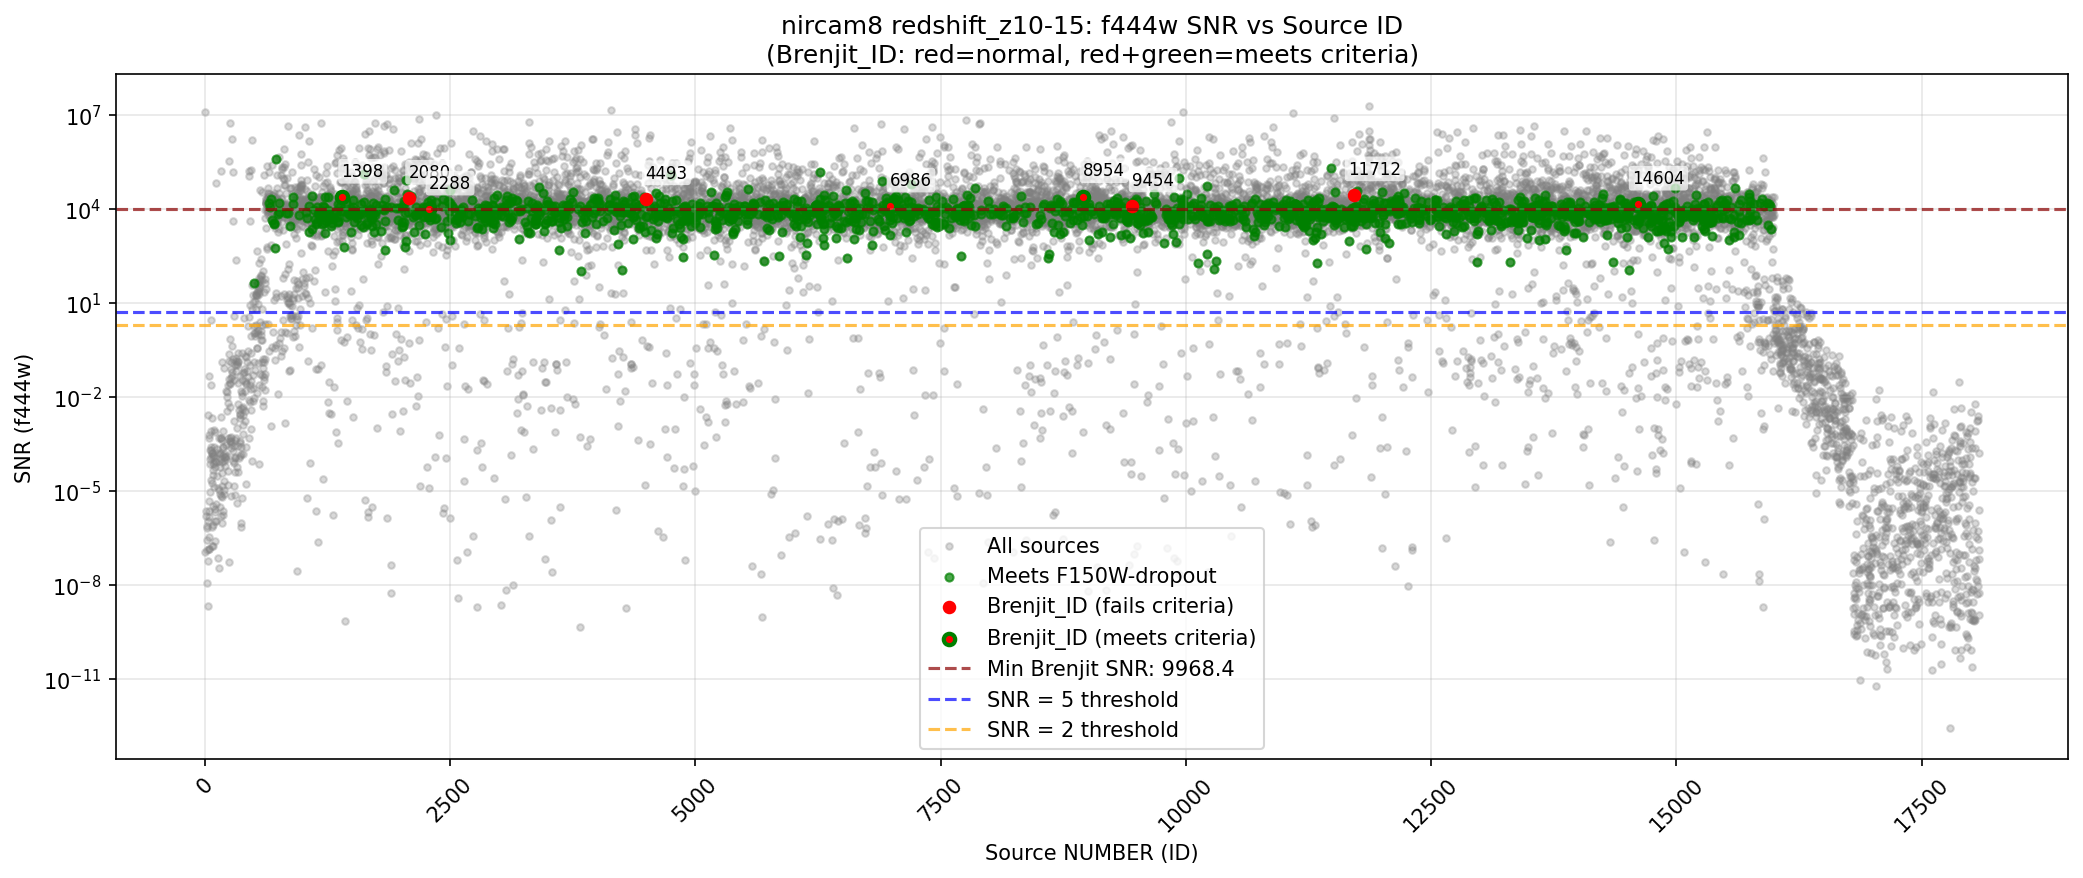 nircam8 redshift_z10-15: f444w SNR vs Source ID
(Brenjit_ID: red=normal, red+green=meets criteria)
SNR (f444w)
10^7
10^4
10^1
10^-2
10^-5
10^-8
10^-11
1398
2080
2288
4493
6986
8954
9454
11712
14604
All sources
Meets F150W-dropout
Brenjit_ID (fails criteria)
Brenjit_ID (meets criteria)
Min Brenjit SNR: 9968.4
SNR = 5 threshold
SNR = 2 threshold
0
2500
5000
7500
10000
12500
15000
17500
Source NUMBER (ID)